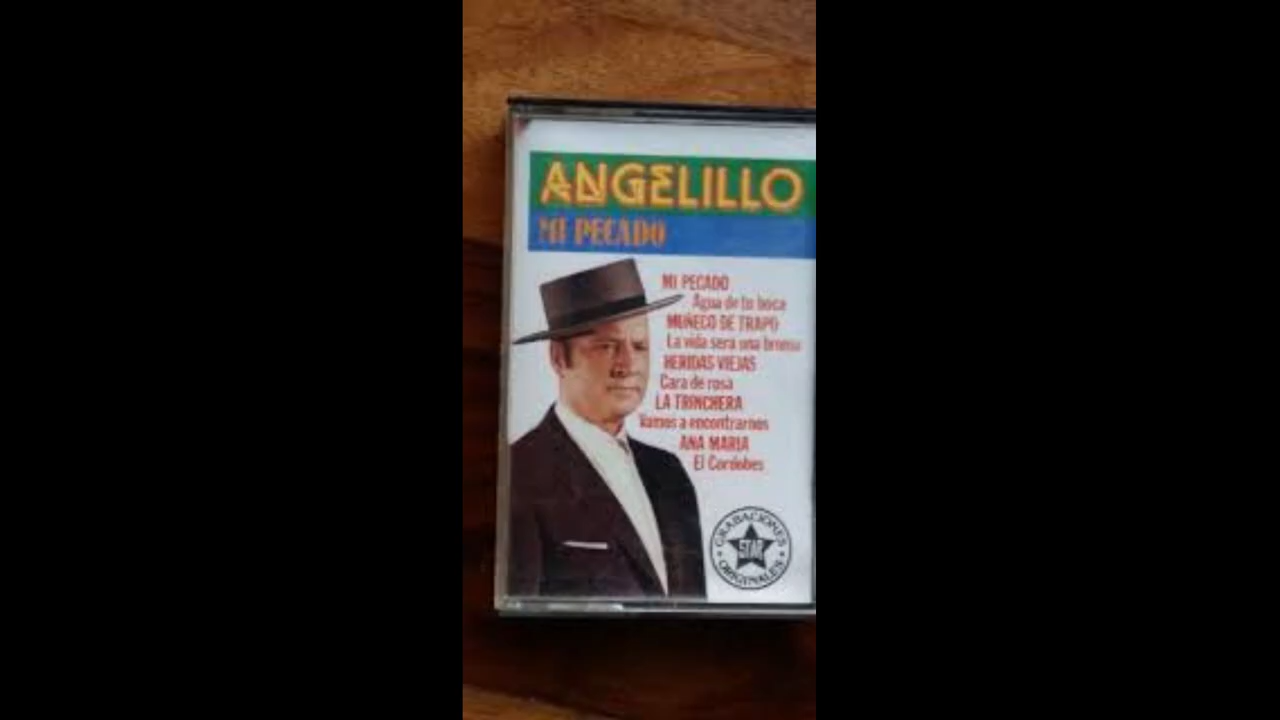 ANGELILLO
MI PECADO
MI PECADO
Agua de tu boca
MUÑECO DE TRAPO
La vida será una broma
HERIDAS VIEJAS
Cara de rosa
LA TRINCHERA
Vamos a encontrarnos
ANA MARIA
El Cordobes
GRABACIONES
STAR
ORIGINALES